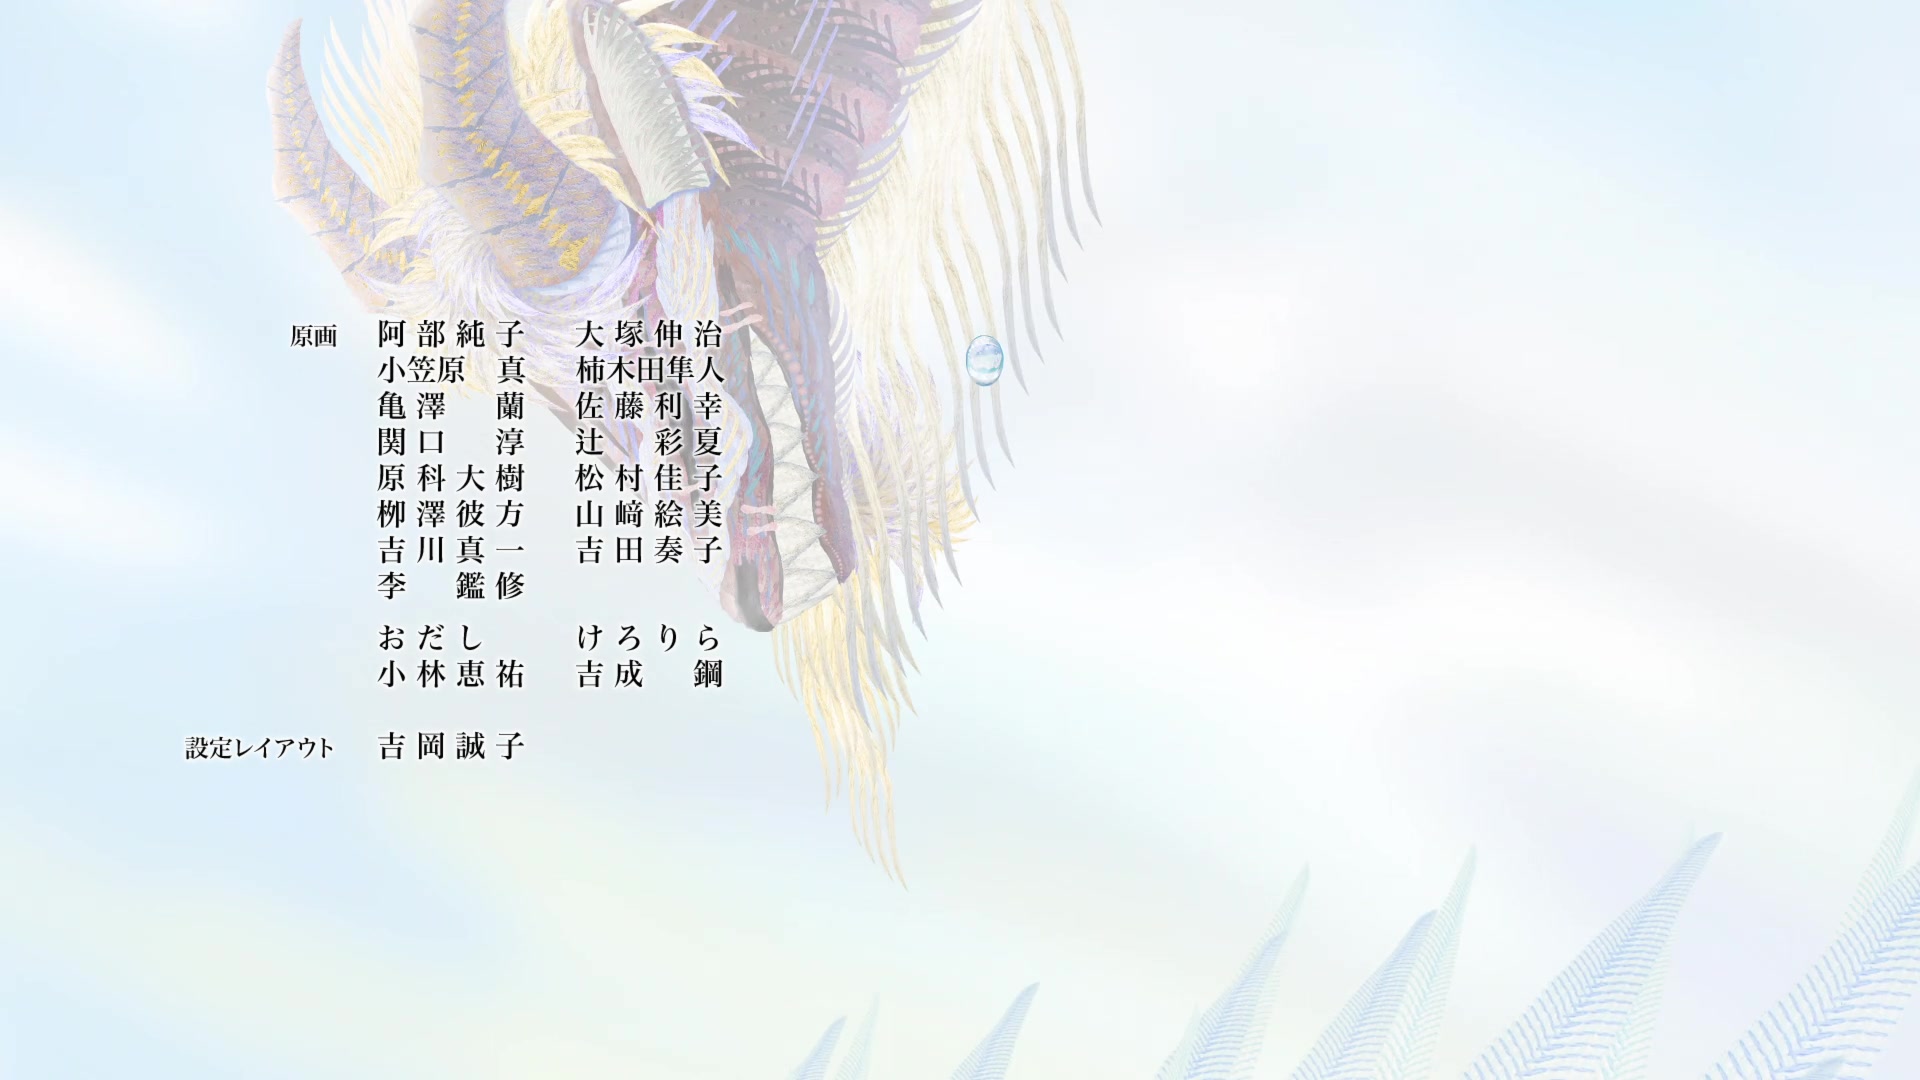 原画 阿部純子 大塚伸治
小笠原 真 柿木田隼人
亀澤 蘭 佐藤利幸
関口 淳 辻 彩夏
原科大樹 松村佳子
栁澤彼方 山﨑絵美
吉川真一 吉田奏子
李 鑑修
おだし けろりら
小林恵祐 吉成 鋼
設定レイアウト 吉岡誠子